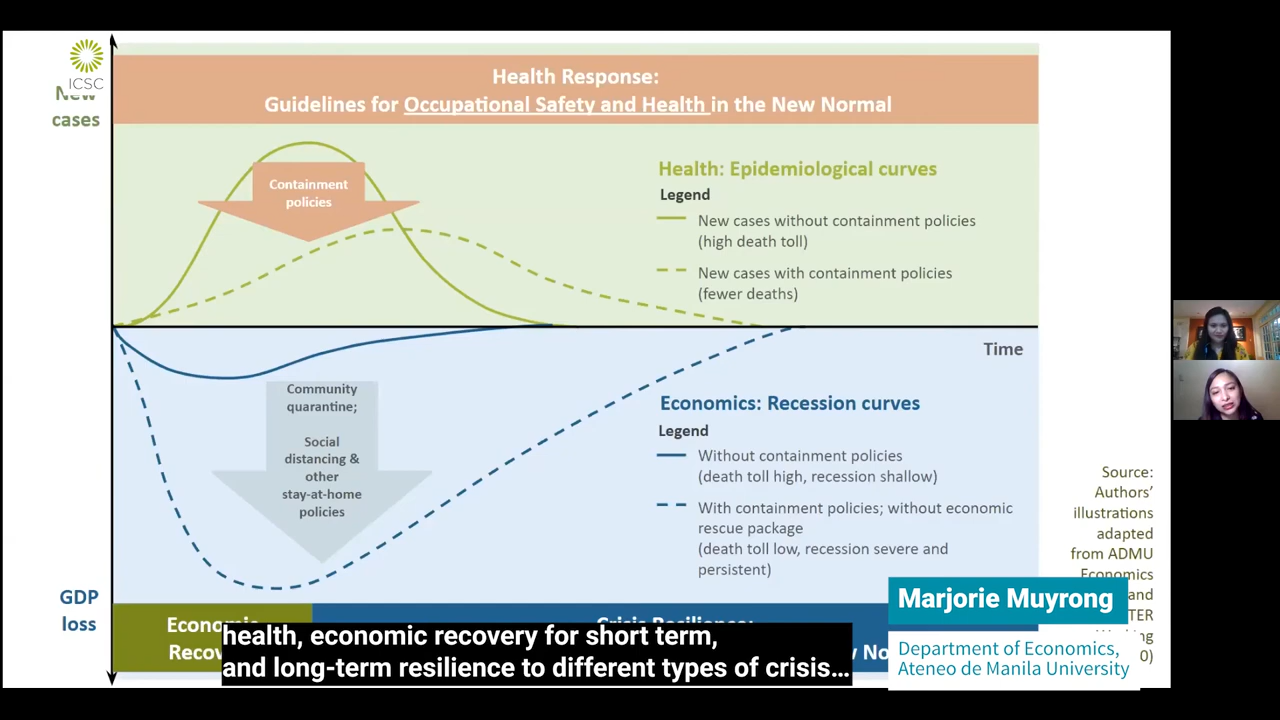 ICSC
New
cases
Health Response:
Guidelines for Occupational Safety and Health in the New Normal
Containment
policies
Health: Epidemiological curves
Legend
New cases without containment policies
(high death toll)
New cases with containment policies
(fewer deaths)
Time
Community
quarantine;
Social
distancing &
other
stay-at-home
policies
Economics: Recession curves
Legend
Without containment policies
(death toll high, recession shallow)
With containment policies; without economic
rescue package
(death toll low, recession severe and
persistent)
Source:
Authors'
illustrations
adapted
from ADMU
Economics
and
GDP
loss
Marjorie Muyrong
Department of Economics,
Ateneo de Manila University
health, economic recovery for short term,
and long-term resilience to different types of crisis...